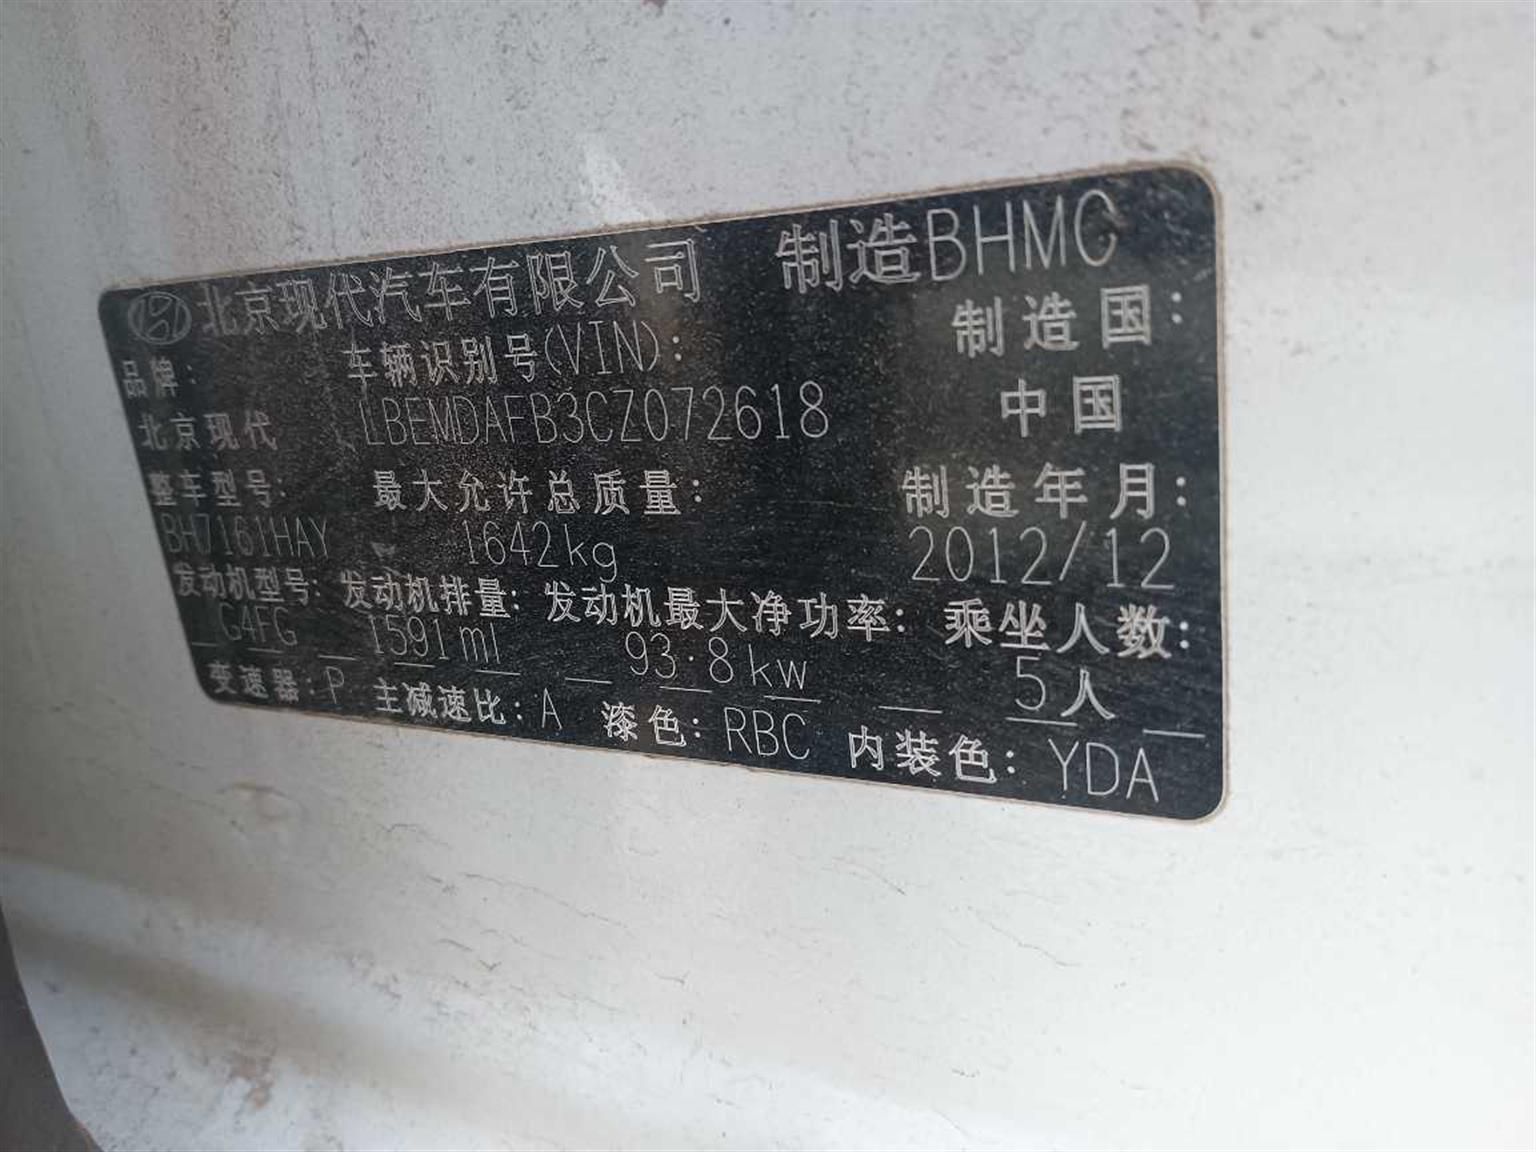 北京现代汽车有限公司 制造BHMC
品牌: 车辆识别号(VIN): 制造国:
北京现代 LBEMDAFB3CZ072618 中国
整车型号: 最大允许总质量: 制造年月:
BH7161HAY 1642kg 2012/12
发动机型号: 发动机排量: 发动机最大净功率: 乘坐人数:
G4FG 1591ml 93.8kw 5人
变速器:P 主减速比:A 漆色:RBC 内装色:YDA